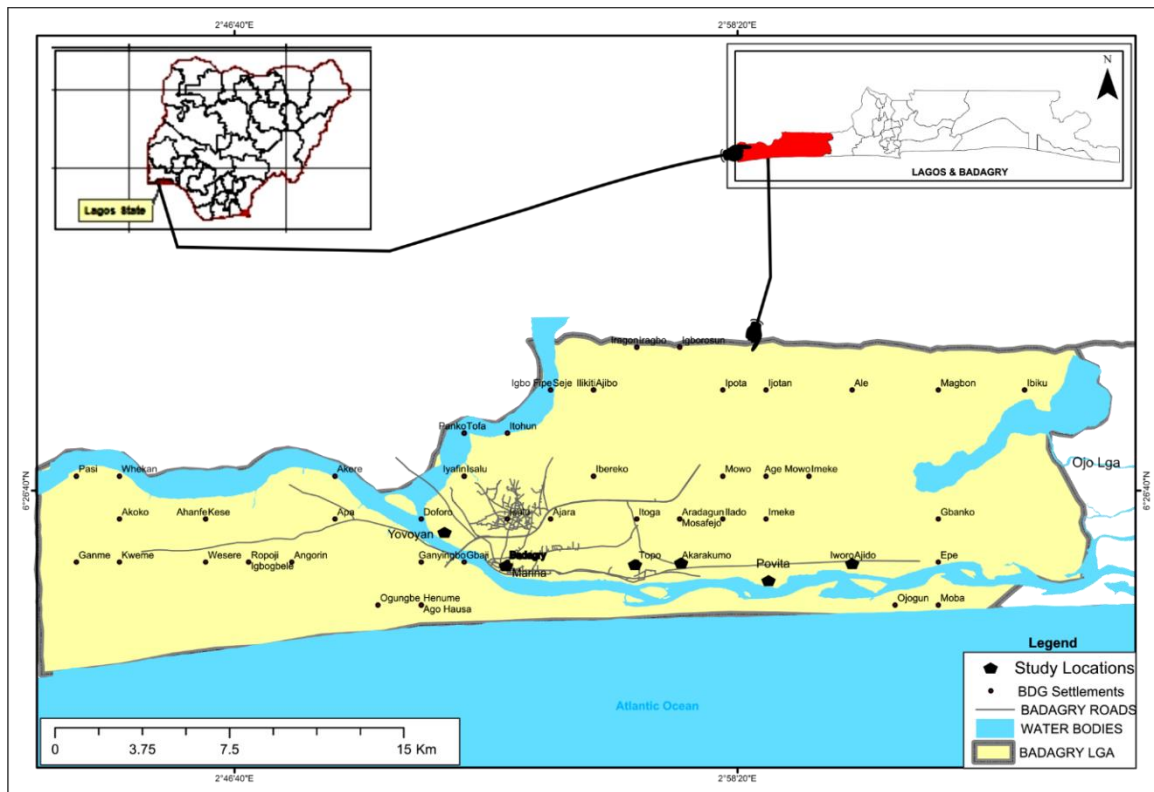 2°46'40"E
2°58'20"E
Lagos State
N
LAGOS & BADAGRY
Iragon Iragbo
Igborosun
Igbo Fipe Seje
Ilikiti Ajibo
Ipota
Ijotan
Ale
Magbon
Ibiku
Panko Tofa
Itohun
Pasi
Whekan
Akere
Iyafin Isalu
Ibereko
Mowo
Age Mowo
Imeke
Ojo Lga
6°26'40"N
6°26'40"N
Akoko
Ahanfe Kese
Apa
Doforo
Ajara
Itoga
Aradagun
Mosafejo
Ilado
Imeke
Gbanko
Yovoyan
Ganme
Kweme
Wesere
Ropoji
Igbogbele
Angorin
Ganyingbo
Gbaji
Badagry
Marina
Topo
Akarakumo
Povita
Iworo
Ajido
Epe
Ogungbe
Henume
Ago Hausa
Ojogun
Moba
Atlantic Ocean
Legend
Study Locations
BDG Settlements
BADAGRY ROADS
WATER BODIES
BADAGRY LGA
0 3.75 7.5 15 Km
2°46'40"E
2°58'20"E